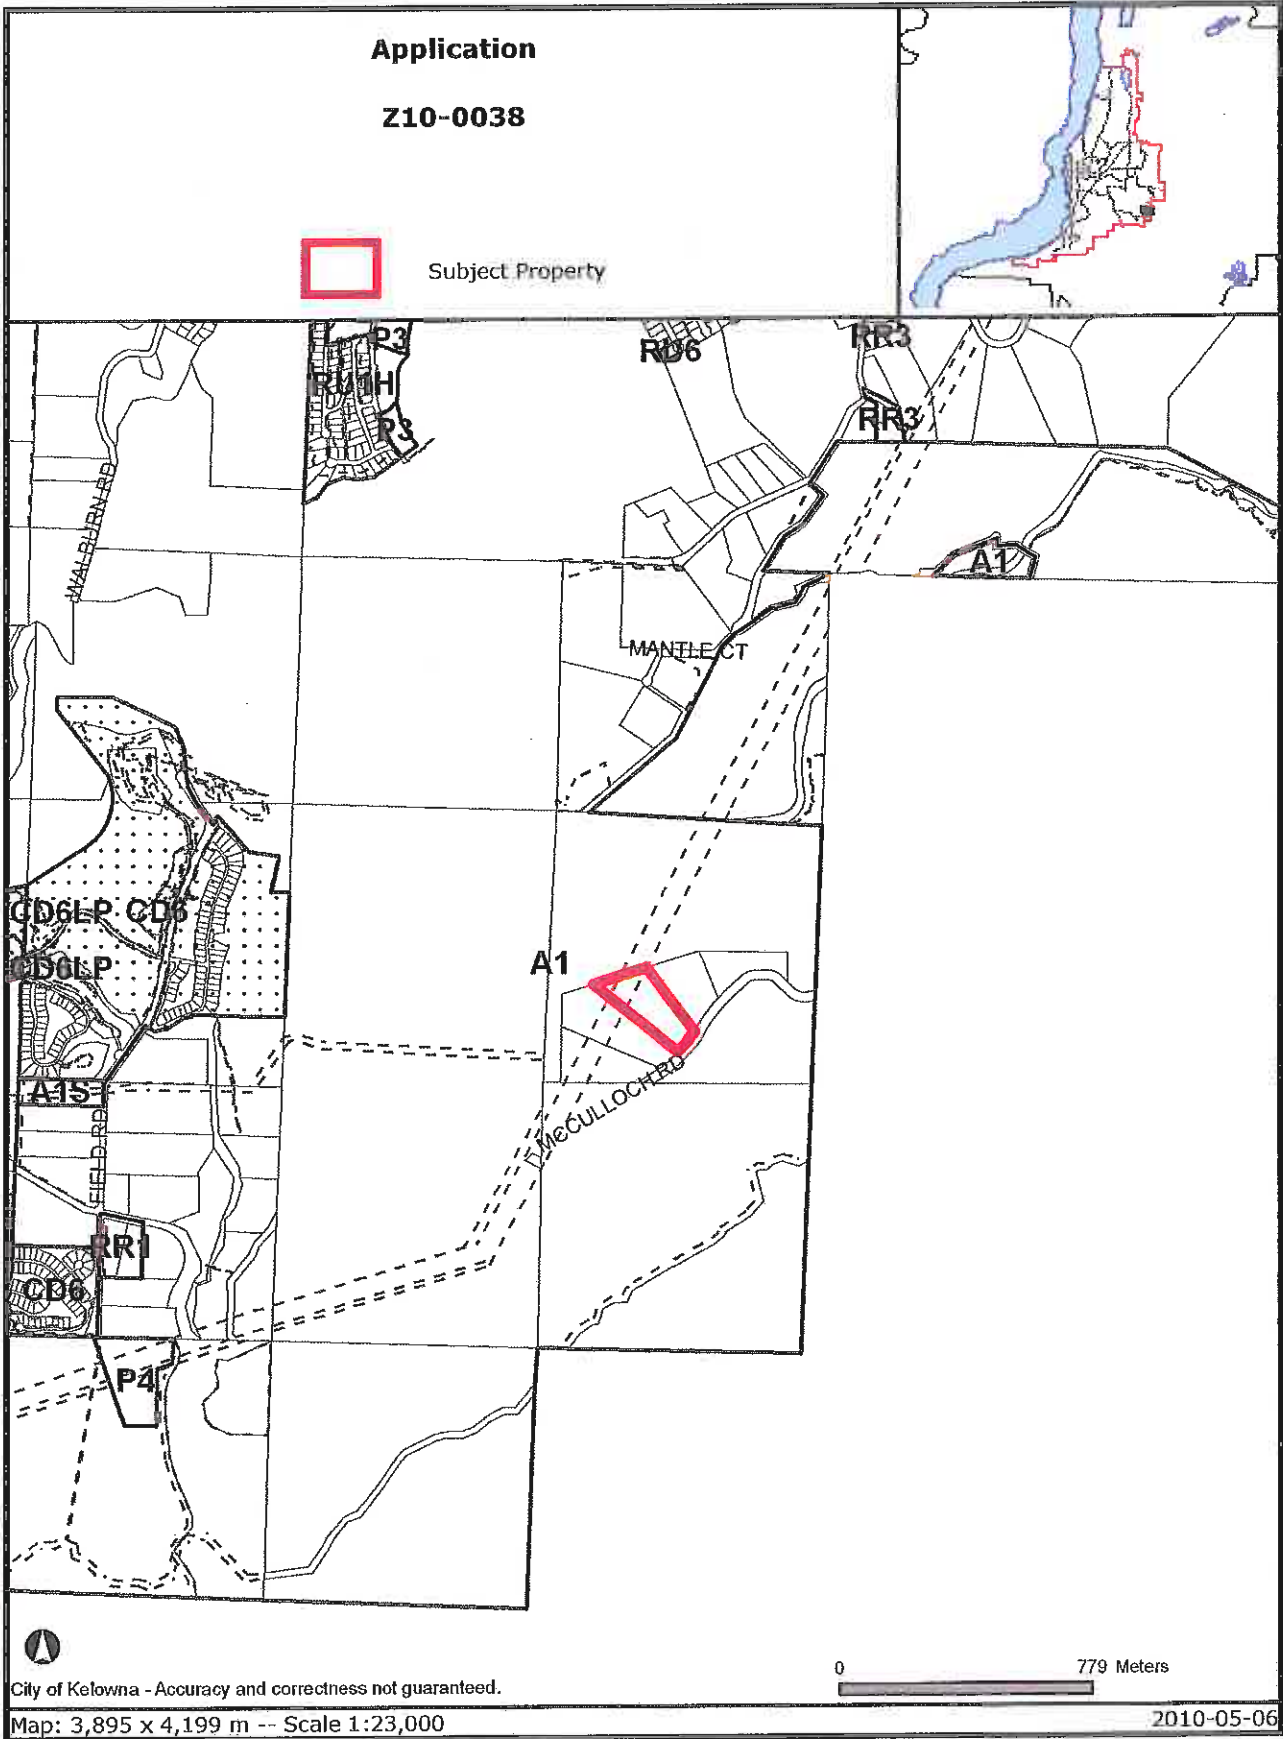 Application
Z10-0038
Subject Property
P3
RU1H
P3
RD6
RR3
RR3
WALBURN RD
A1
MANTLE CT
CD6LP
CD6
CD6LP
A1
A1S
McCULLOCH RD
FIELD RD
RR1
CD6
P4
0 779 Meters
City of Kelowna - Accuracy and correctness not guaranteed.
Map: 3,895 x 4,199 m -- Scale 1:23,000
2010-05-06